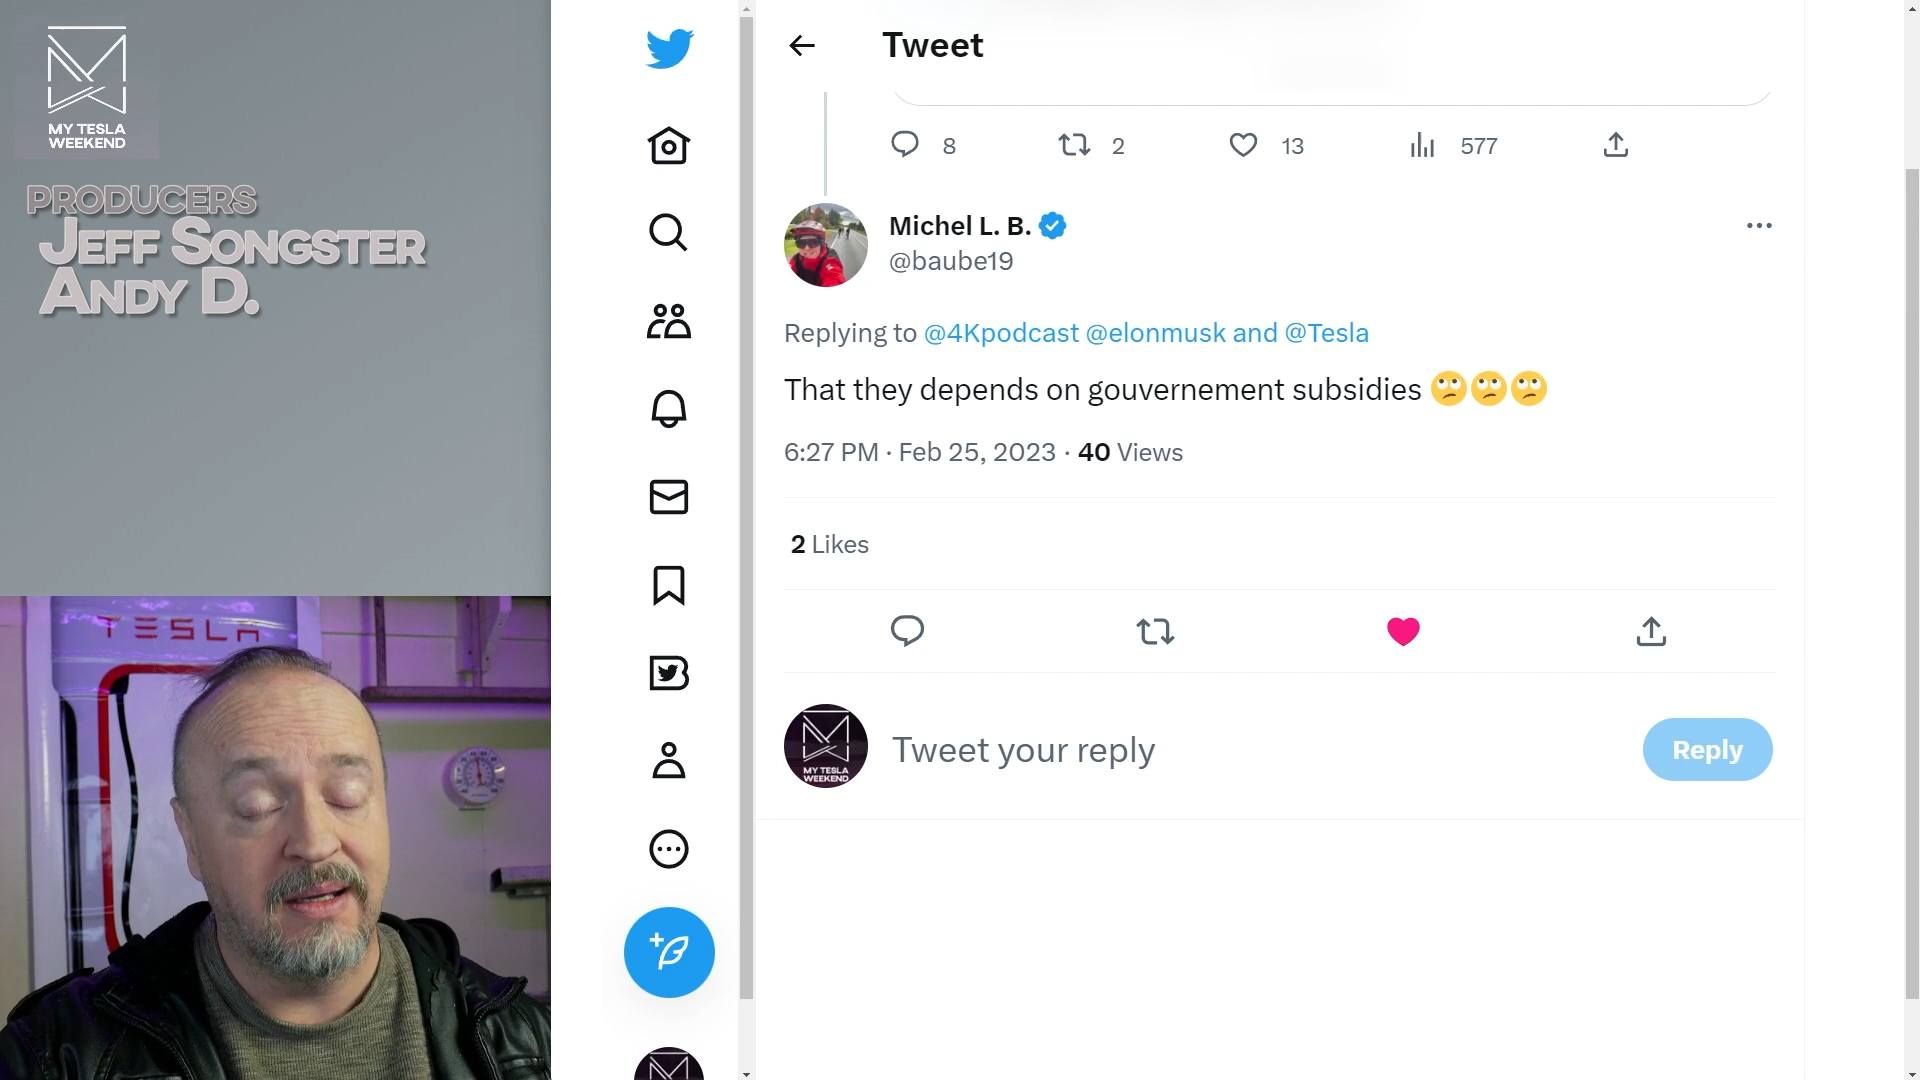 MY TESLA
WEEKEND
PRODUCERS
JEFF SONGSTER
ANDY D.
TESLA
Tweet
8 2 13 577
Michel L. B.
@baube19
Replying to @4Kpodcast @elonmusk and @Tesla
That they depends on gouvernement subsidies 🙄🙄🙄
6:27 PM · Feb 25, 2023 · 40 Views
2 Likes
MY TESLA
WEEKEND
Tweet your reply
Reply